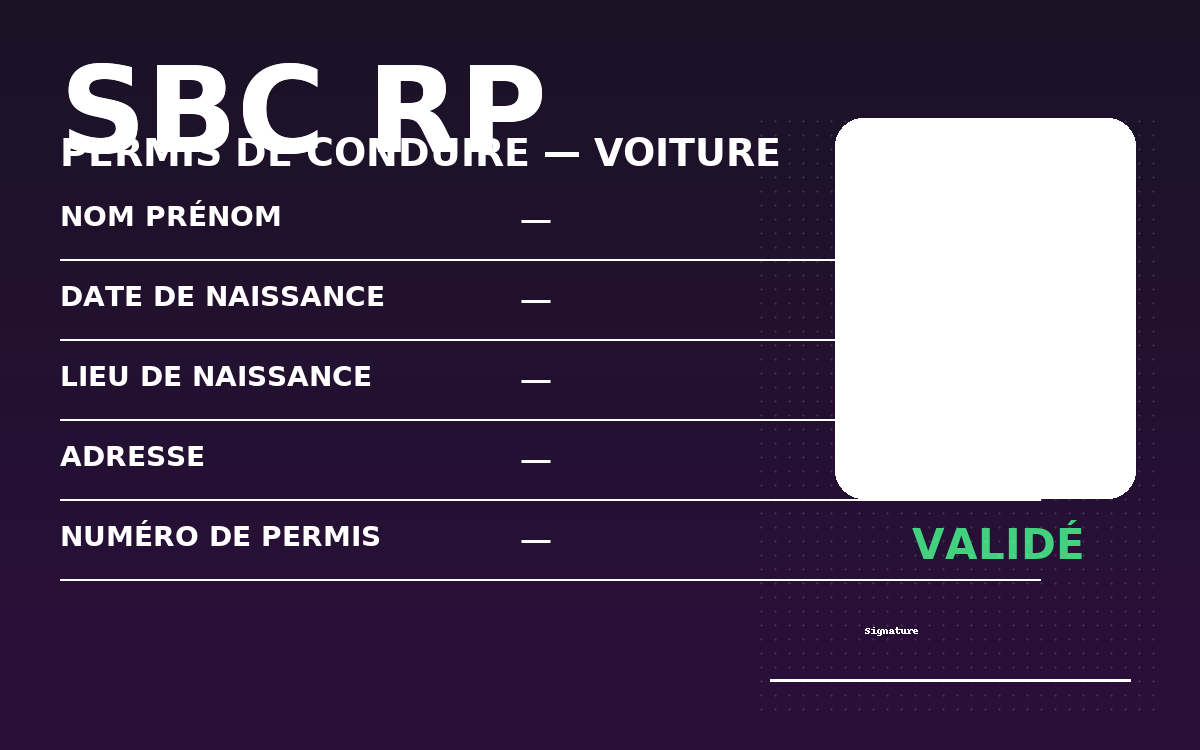 SBC RP
PERMIS DE CONDUIRE — VOITURE
NOM PRÉNOM —
DATE DE NAISSANCE —
LIEU DE NAISSANCE —
ADRESSE —
NUMÉRO DE PERMIS —
VALIDÉ
Signature